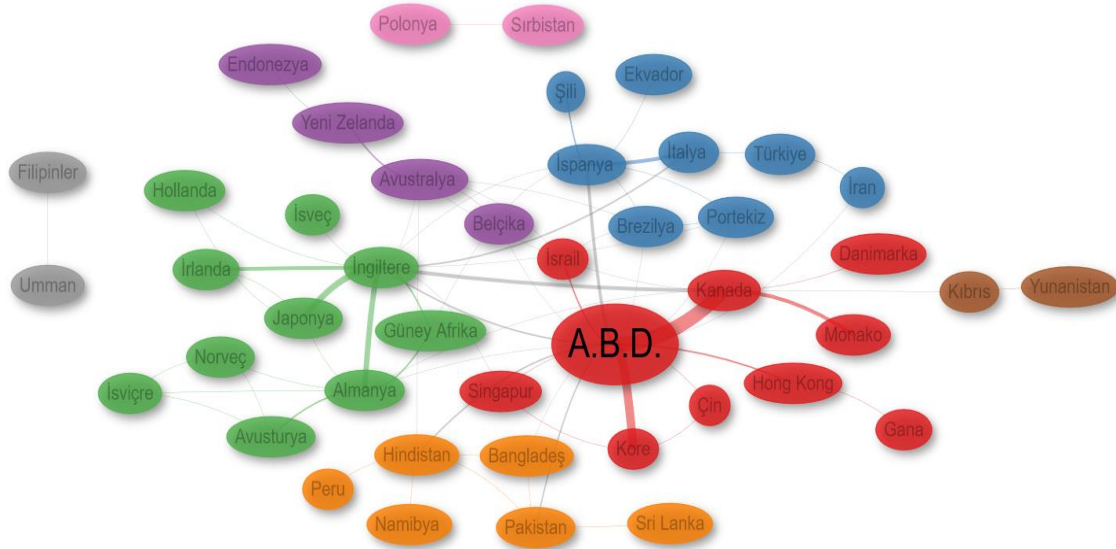 Polonya
Sırbistan
Endonezya
Ekvador
Şili
Yeni Zelanda
İtalya
Türkiye
İspanya
Filipinler
Avustralya
Hollanda
İran
İsveç
Belçika
Brezilya
Portekiz
İsrail
Danimarka
İrlanda
İngiltere
Umman
Kanada
Kıbrıs
Yunanistan
Japonya
Güney Afrika
A.B.D.
Monako
Norveç
İsviçre
Almanya
Singapur
Hong Kong
Çin
Avusturya
Gana
Hindistan
Bangladeş
Kore
Peru
Namibya
Pakistan
Sri Lanka